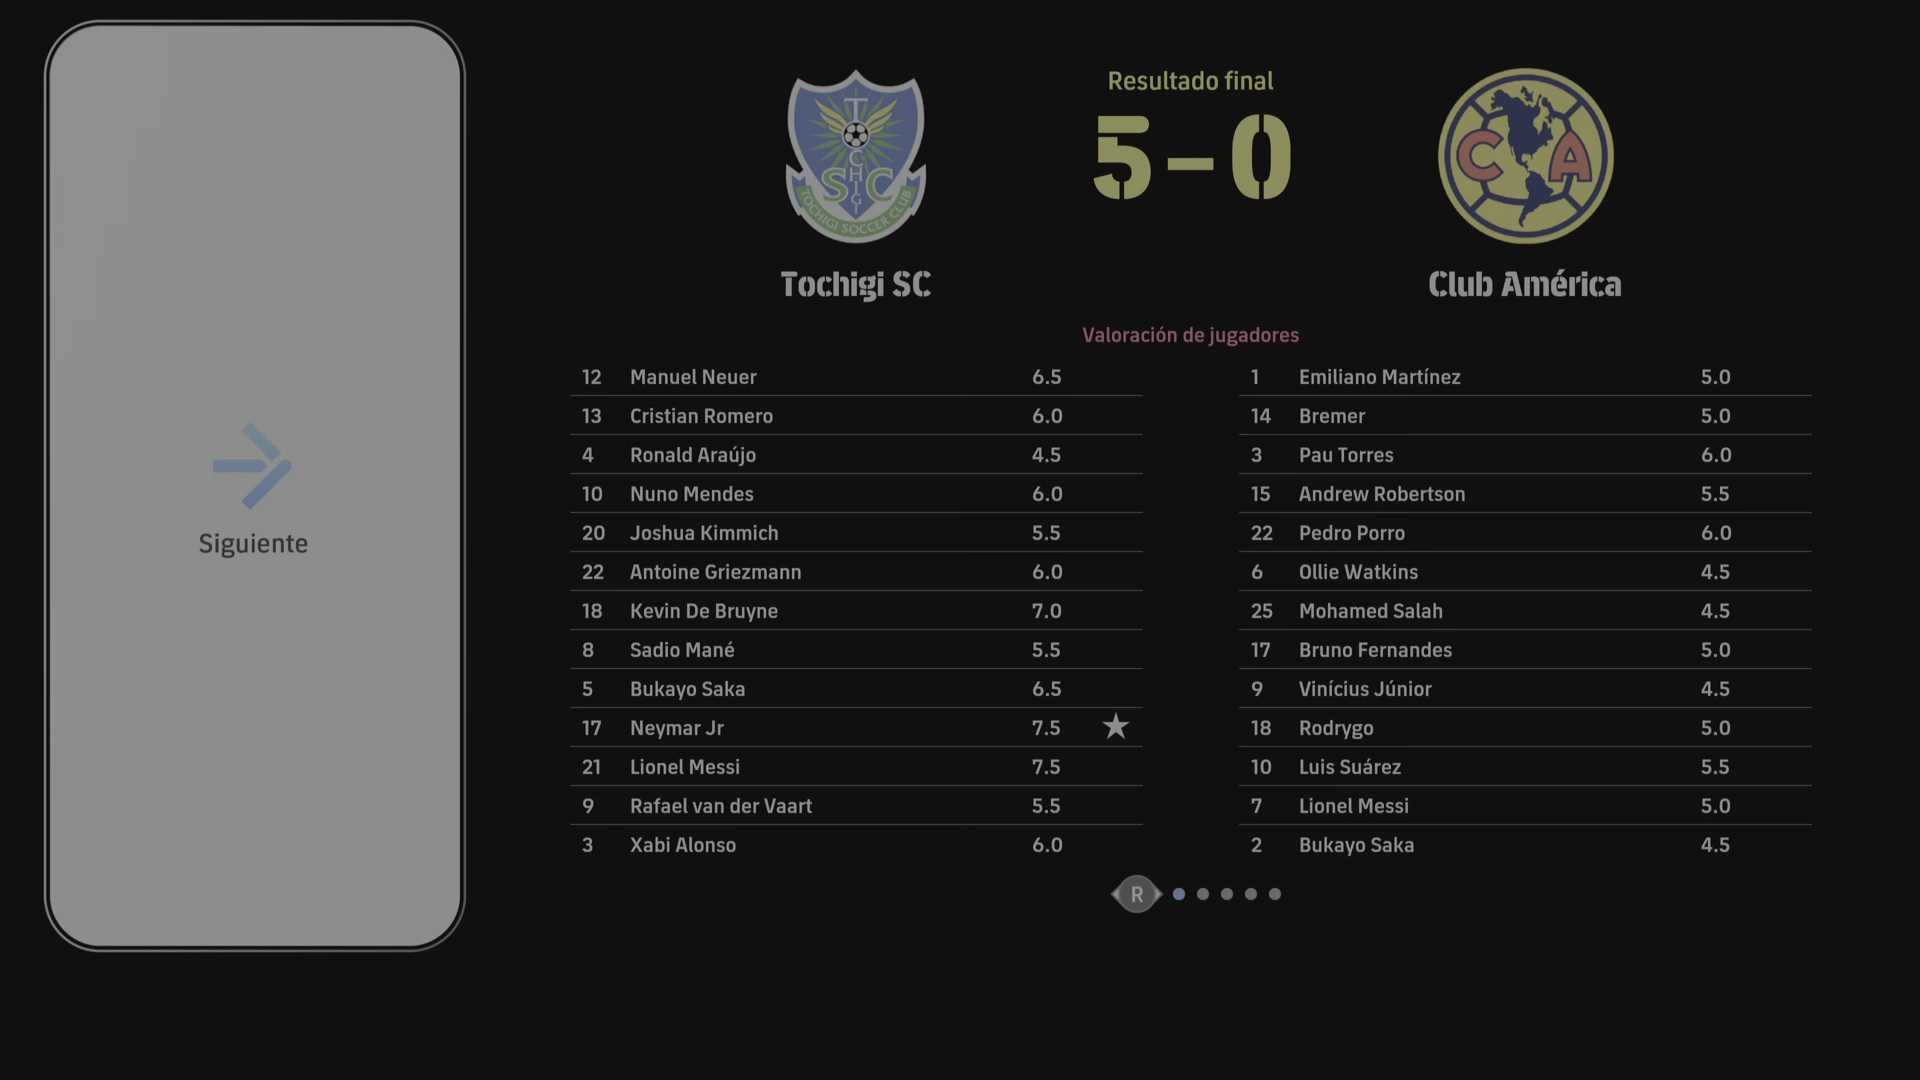 Siguiente
Resultado final
5 - 0
TOCHIGI
SC
TOCHIGI SOCCER CLUB
CA
Tochigi SC
Club América
Valoración de jugadores
12 Manuel Neuer 6.5
13 Cristian Romero 6.0
4 Ronald Araújo 4.5
10 Nuno Mendes 6.0
20 Joshua Kimmich 5.5
22 Antoine Griezmann 6.0
18 Kevin De Bruyne 7.0
8 Sadio Mané 5.5
5 Bukayo Saka 6.5
17 Neymar Jr 7.5 ★
21 Lionel Messi 7.5
9 Rafael van der Vaart 5.5
3 Xabi Alonso 6.0
1 Emiliano Martínez 5.0
14 Bremer 5.0
3 Pau Torres 6.0
15 Andrew Robertson 5.5
22 Pedro Porro 6.0
6 Ollie Watkins 4.5
25 Mohamed Salah 4.5
17 Bruno Fernandes 5.0
9 Vinícius Júnior 4.5
18 Rodrygo 5.0
10 Luis Suárez 5.5
7 Lionel Messi 5.0
2 Bukayo Saka 4.5
R